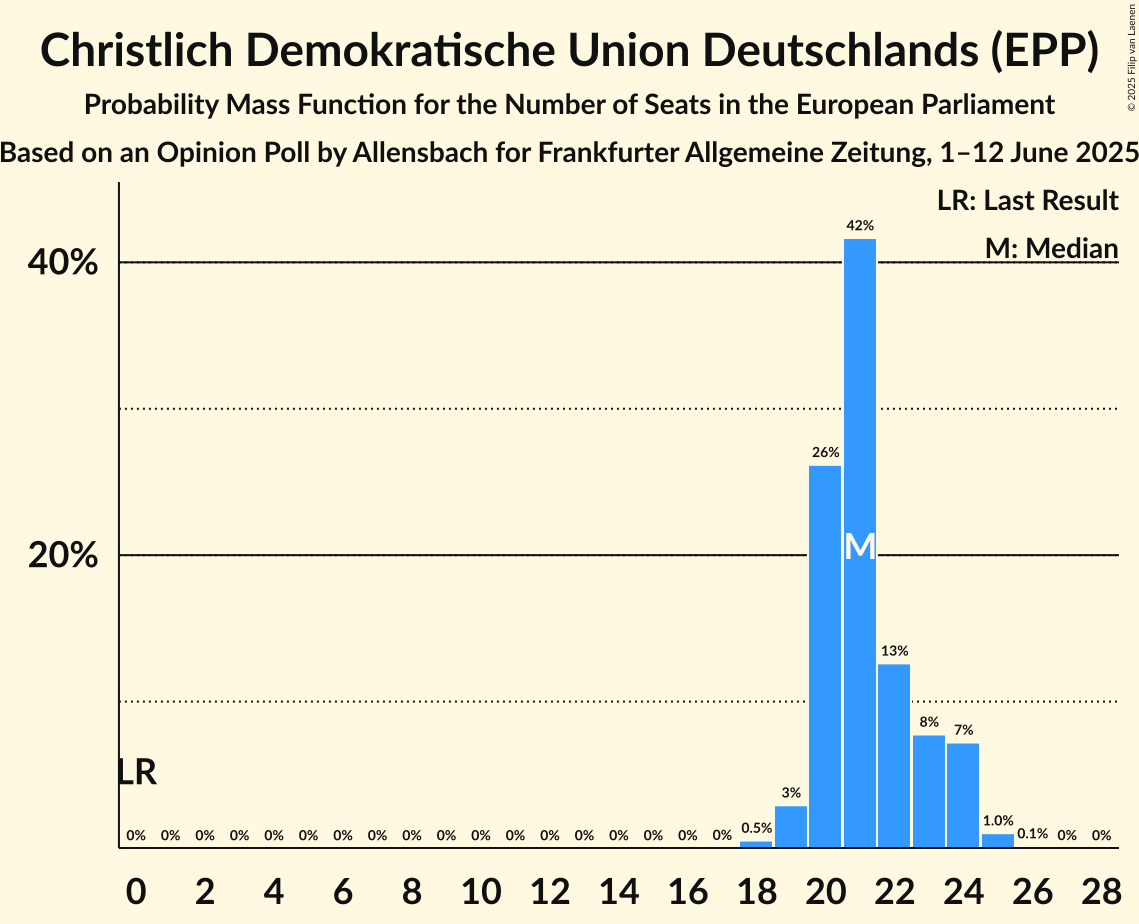 Christlich Demokratische Union Deutschlands (EPP)
Probability Mass Function for the Number of Seats in the European Parliament
Based on an Opinion Poll by Allensbach for Frankfurter Allgemeine Zeitung, 1–12 June 2025
© 2025 Filip van Laenen
LR: Last Result
M: Median
42%
40%
26%
20%
M
13%
8%
7%
LR
3%
0% 0% 0% 0% 0% 0% 0% 0% 0% 0% 0% 0% 0% 0% 0% 0% 0% 0% 0.5% 1.0% 0.1% 0% 0%
0 2 4 6 8 10 12 14 16 18 20 22 24 26 28